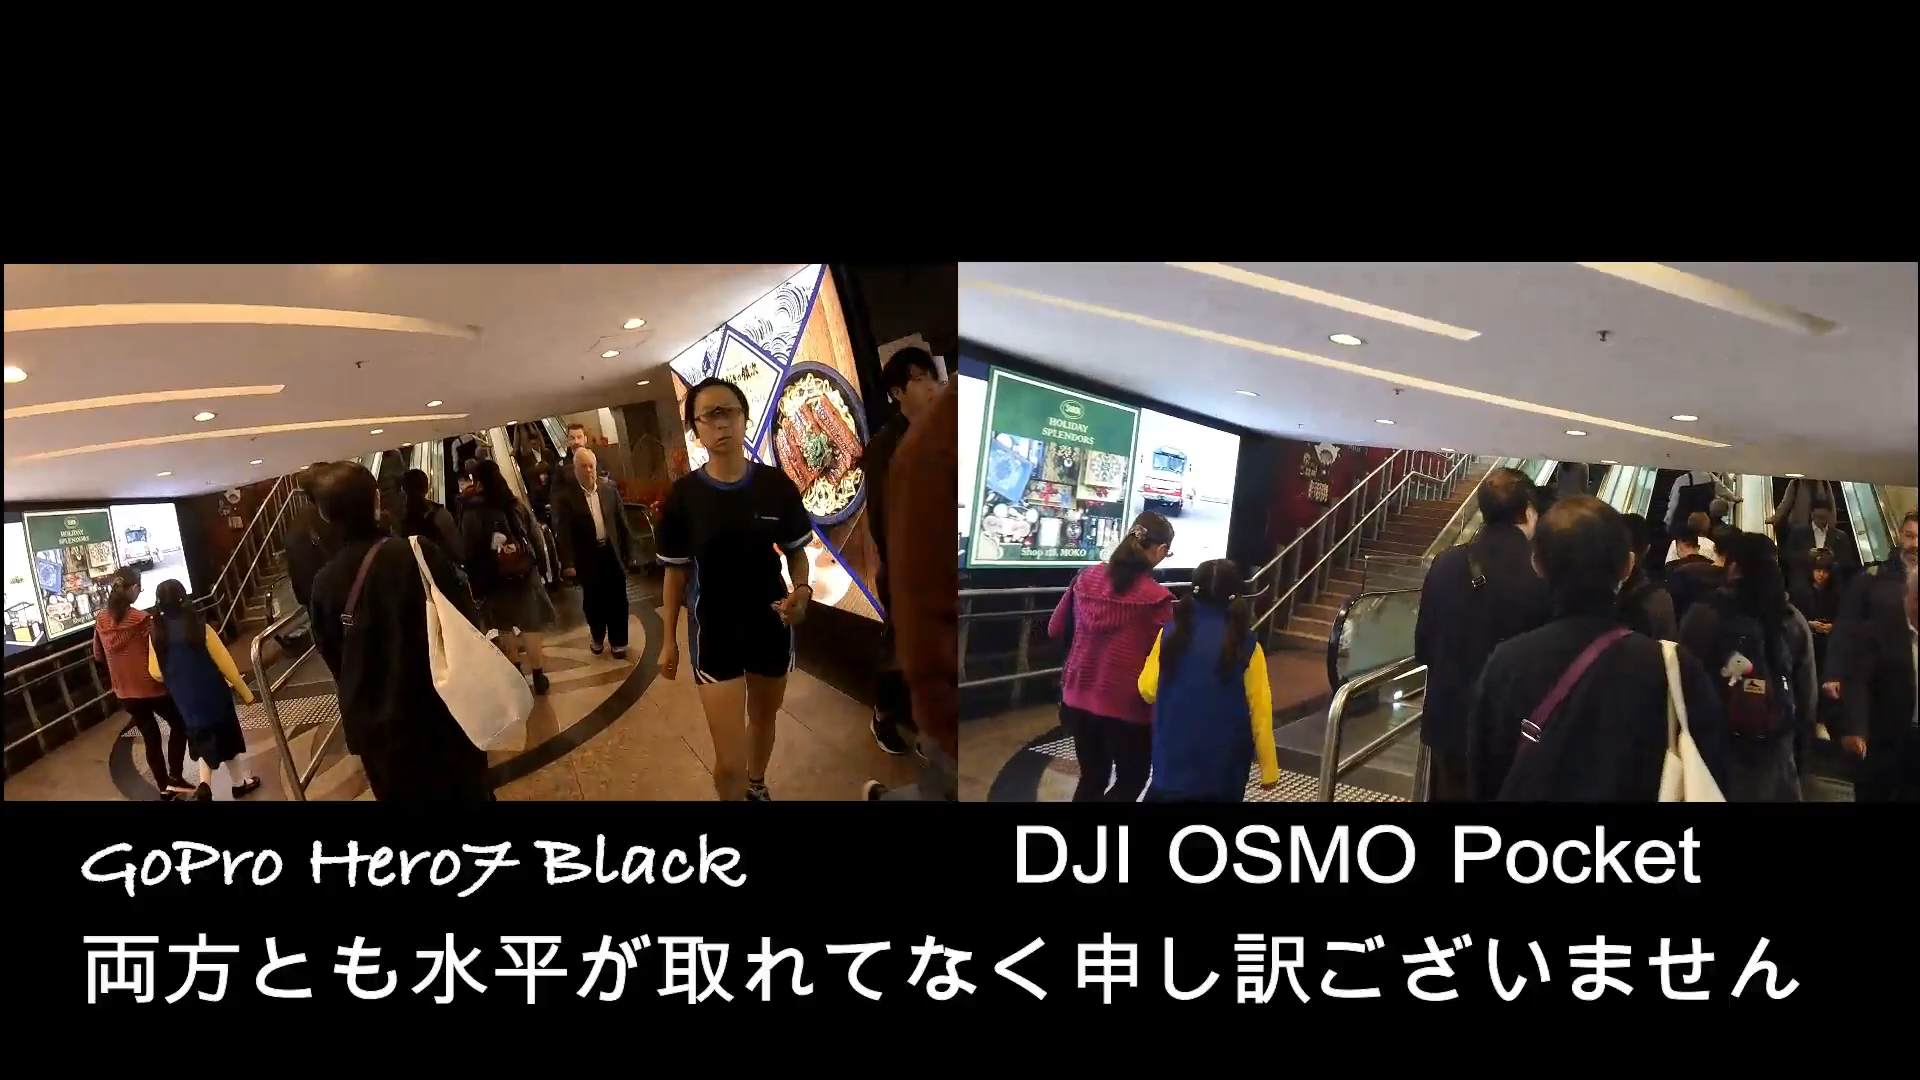 HOLIDAY
SPLENDORS
HOLIDAY
SPLENDORS
Shop 128, MOKO
GoPro Hero7 Black
DJI OSMO Pocket
両方とも水平が取れてなく申し訳ございません